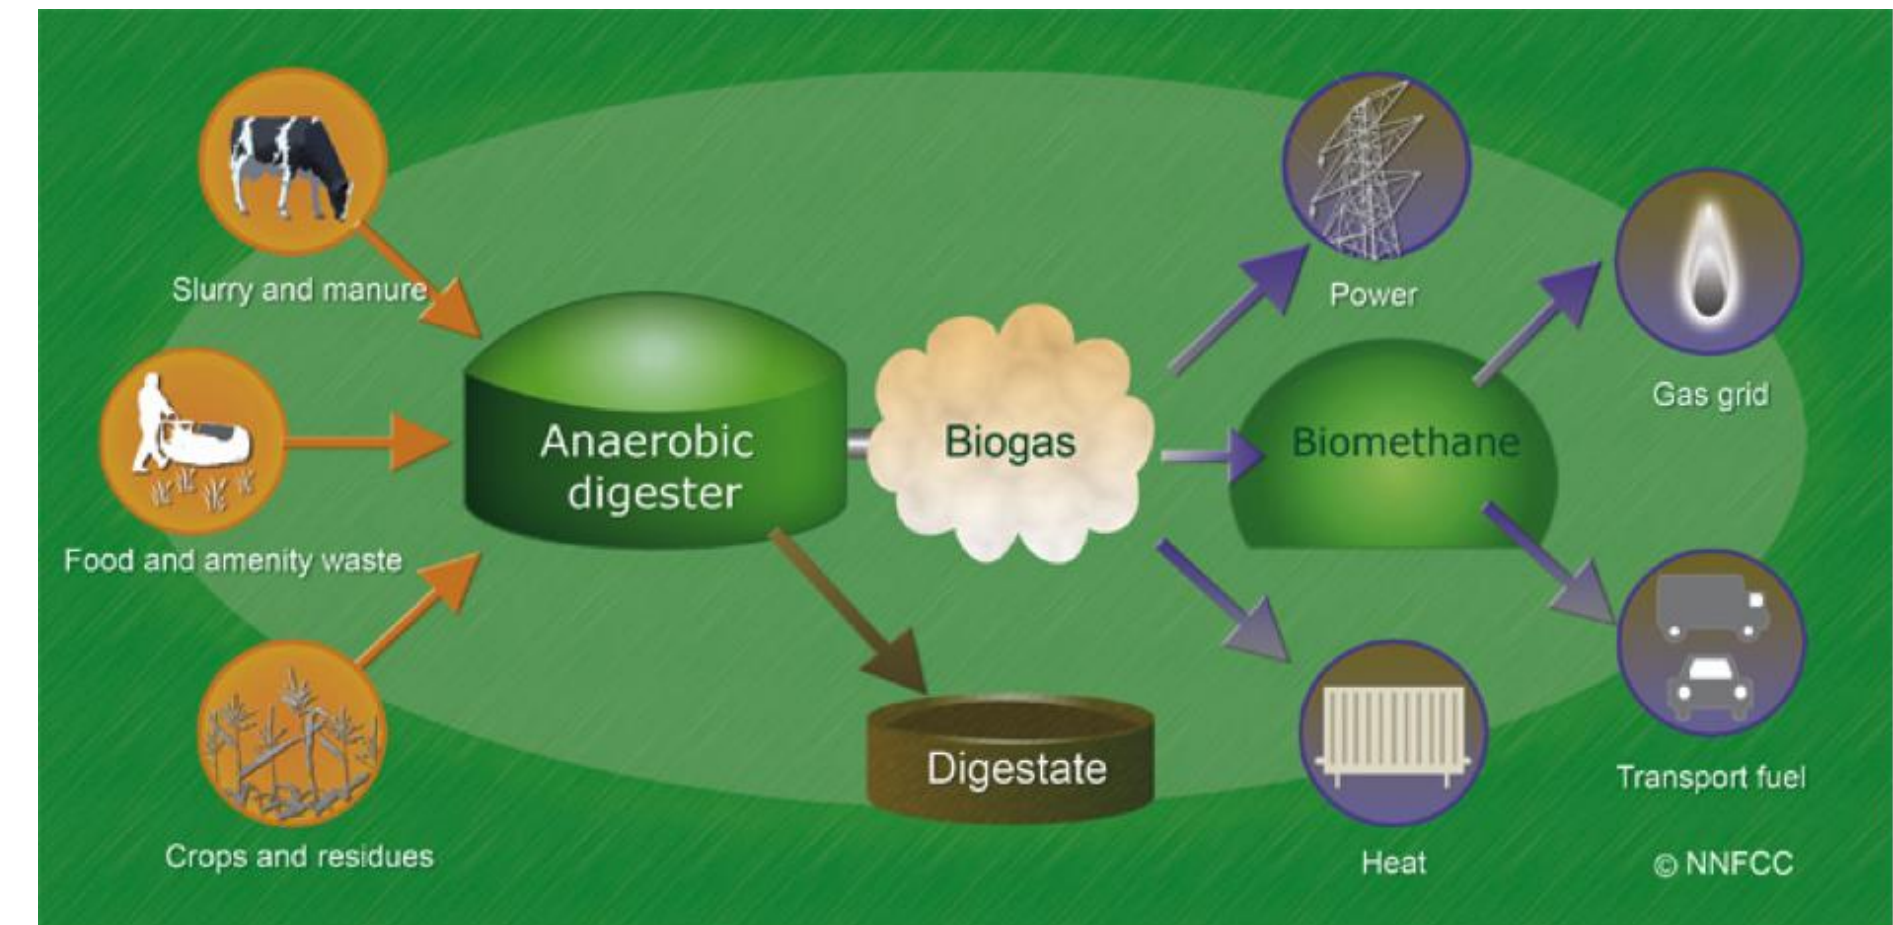 Slurry and manure
Food and amenity waste
Crops and residues
Anaerobic
digester
Biogas
Digestate
Power
Biomethane
Heat
Gas grid
Transport fuel
© NNFCC